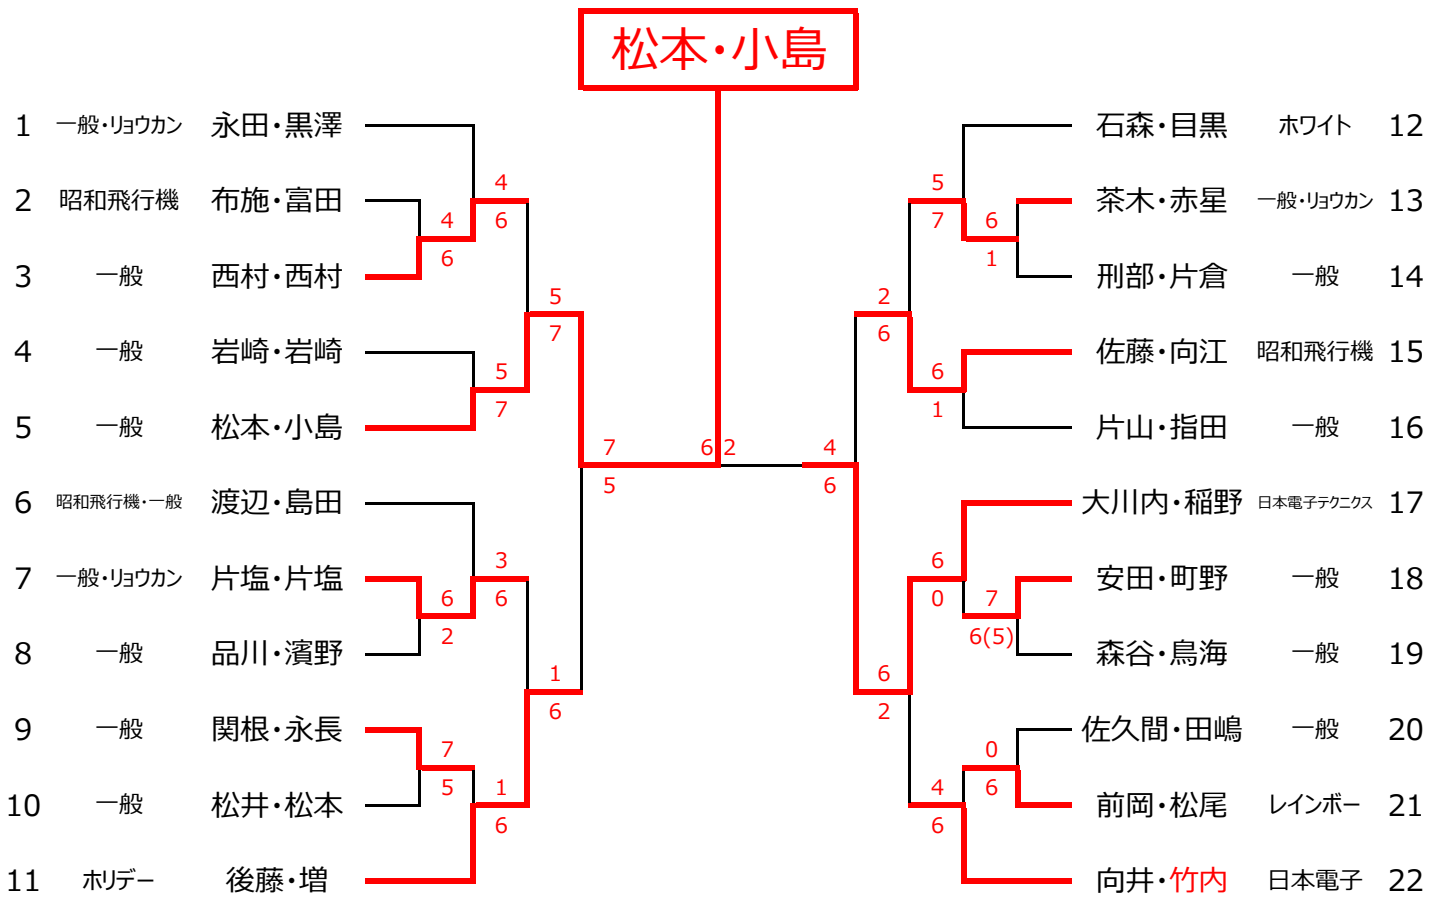 松本・小島
1 一般・リョウカン 永田・黒澤
2 昭和飛行機 布施・富田
3 一般 西村・西村
4 一般 岩崎・岩崎
5 一般 松本・小島
6 昭和飛行機・一般 渡辺・島田
7 一般・リョウカン 片塩・片塩
8 一般 品川・濱野
9 一般 関根・永長
10 一般 松井・松本
11 ホリデー 後藤・増
4
6
4
6
5
7
5
7
3
6
6
2
1
6
7
5
1
6
7
5
6 2
4
6
石森・目黒 ホワイト 12
茶木・赤星 一般・リョウカン 13
刑部・片倉 一般 14
佐藤・向江 昭和飛行機 15
片山・指田 一般 16
大川内・稲野 日本電子テクニクス 17
安田・町野 一般 18
森谷・鳥海 一般 19
佐久間・田嶋 一般 20
前岡・松尾 レインボー 21
向井・竹内 日本電子 22
5
7
6
1
2
6
6
1
6
0
7
6(5)
6
2
0
6
4
6